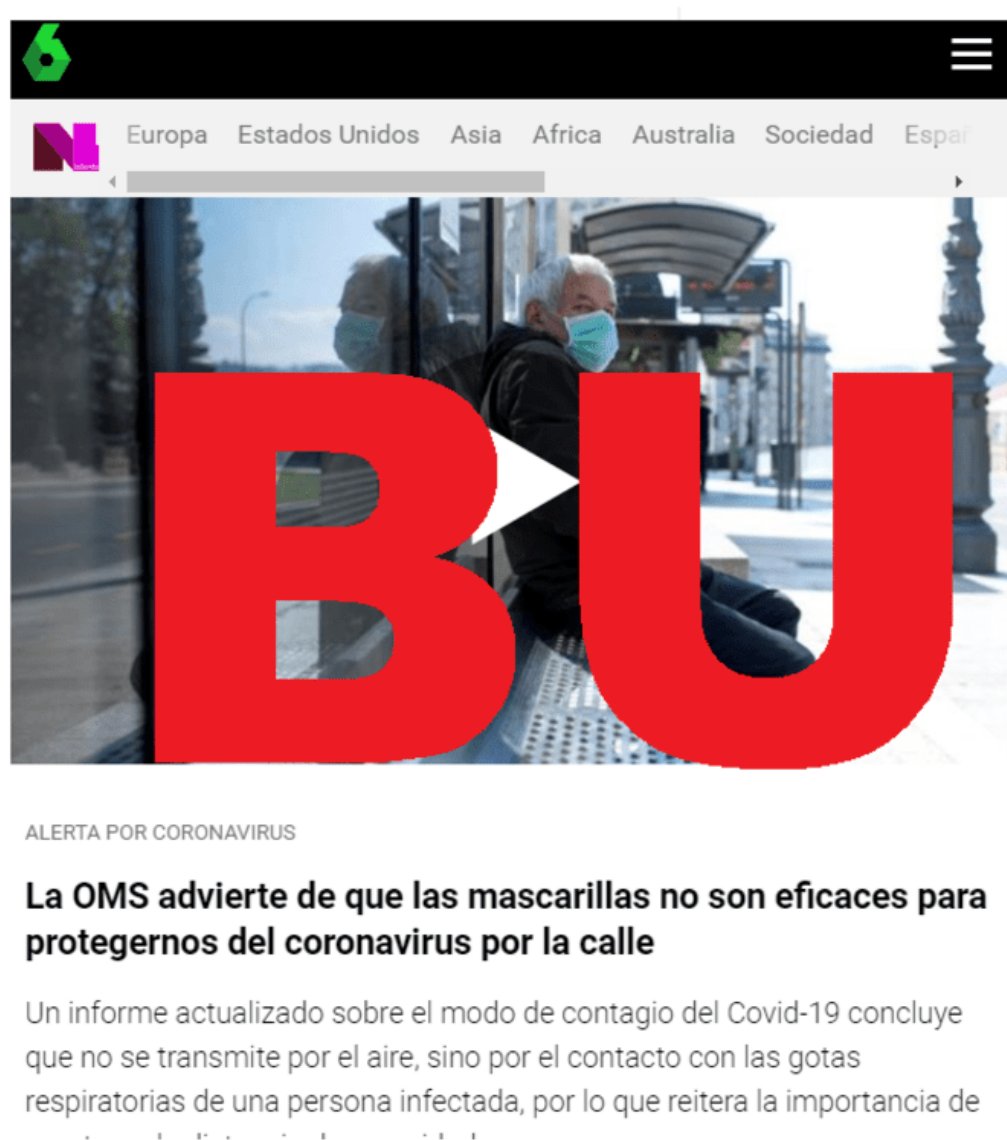 6
NL
Europa Estados Unidos Asia Africa Australia Sociedad Españ
BU
ALERTA POR CORONAVIRUS
La OMS advierte de que las mascarillas no son eficaces para
protegernos del coronavirus por la calle
Un informe actualizado sobre el modo de contagio del Covid-19 concluye
que no se transmite por el aire, sino por el contacto con las gotas
respiratorias de una persona infectada, por lo que reitera la importancia de